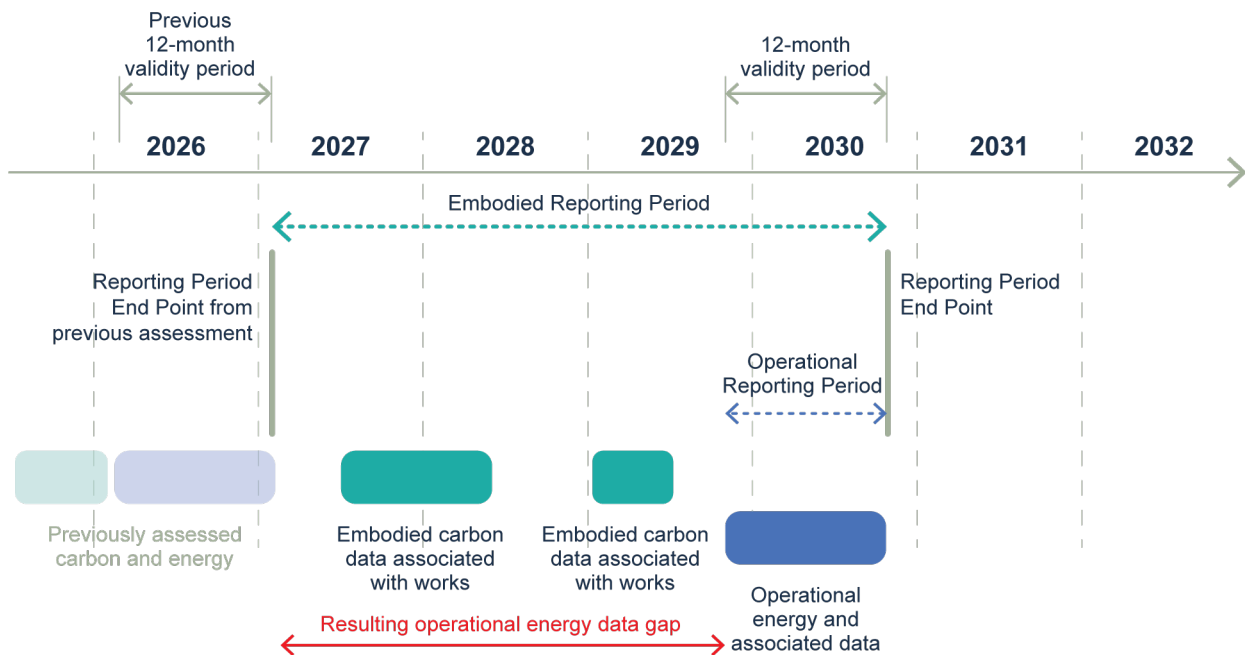 Previous
12-month
validity period
12-month
validity period
2026
2027
2028
2029
2030
2031
2032
Embodied Reporting Period
Reporting Period
End Point from
previous assessment
Reporting Period
End Point
Operational
Reporting Period
Previously assessed
carbon and energy
Embodied carbon
data associated
with works
Embodied carbon
data associated
with works
Operational
energy and
associated data
Resulting operational energy data gap